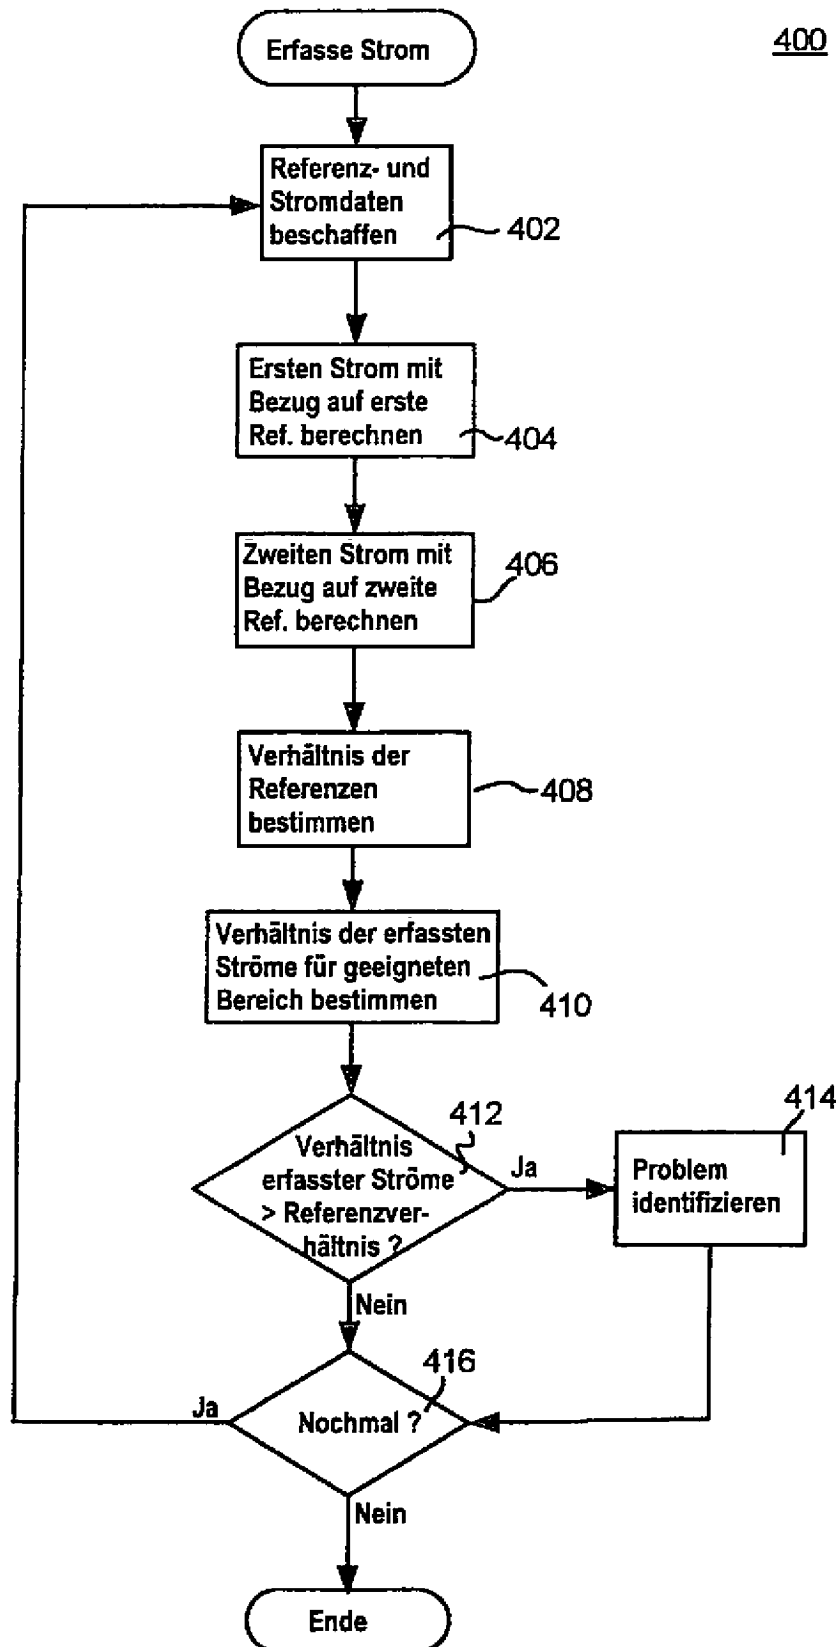 Erfasse Strom
400
Referenz- und
Stromdaten
beschaffen
402
Ersten Strom mit
Bezug auf erste
Ref. berechnen
404
Zweiten Strom mit
Bezug auf zweite
Ref. berechnen
406
Verhältnis der
Referenzen
bestimmen
408
Verhältnis der erfassten
Ströme für geeigneten
Bereich bestimmen
410
412
Verhältnis
erfasster Ströme
> Referenzver-
hältnis ?
Ja
414
Problem
identifizieren
Nein
416
Ja
Nochmal ?
Nein
Ende